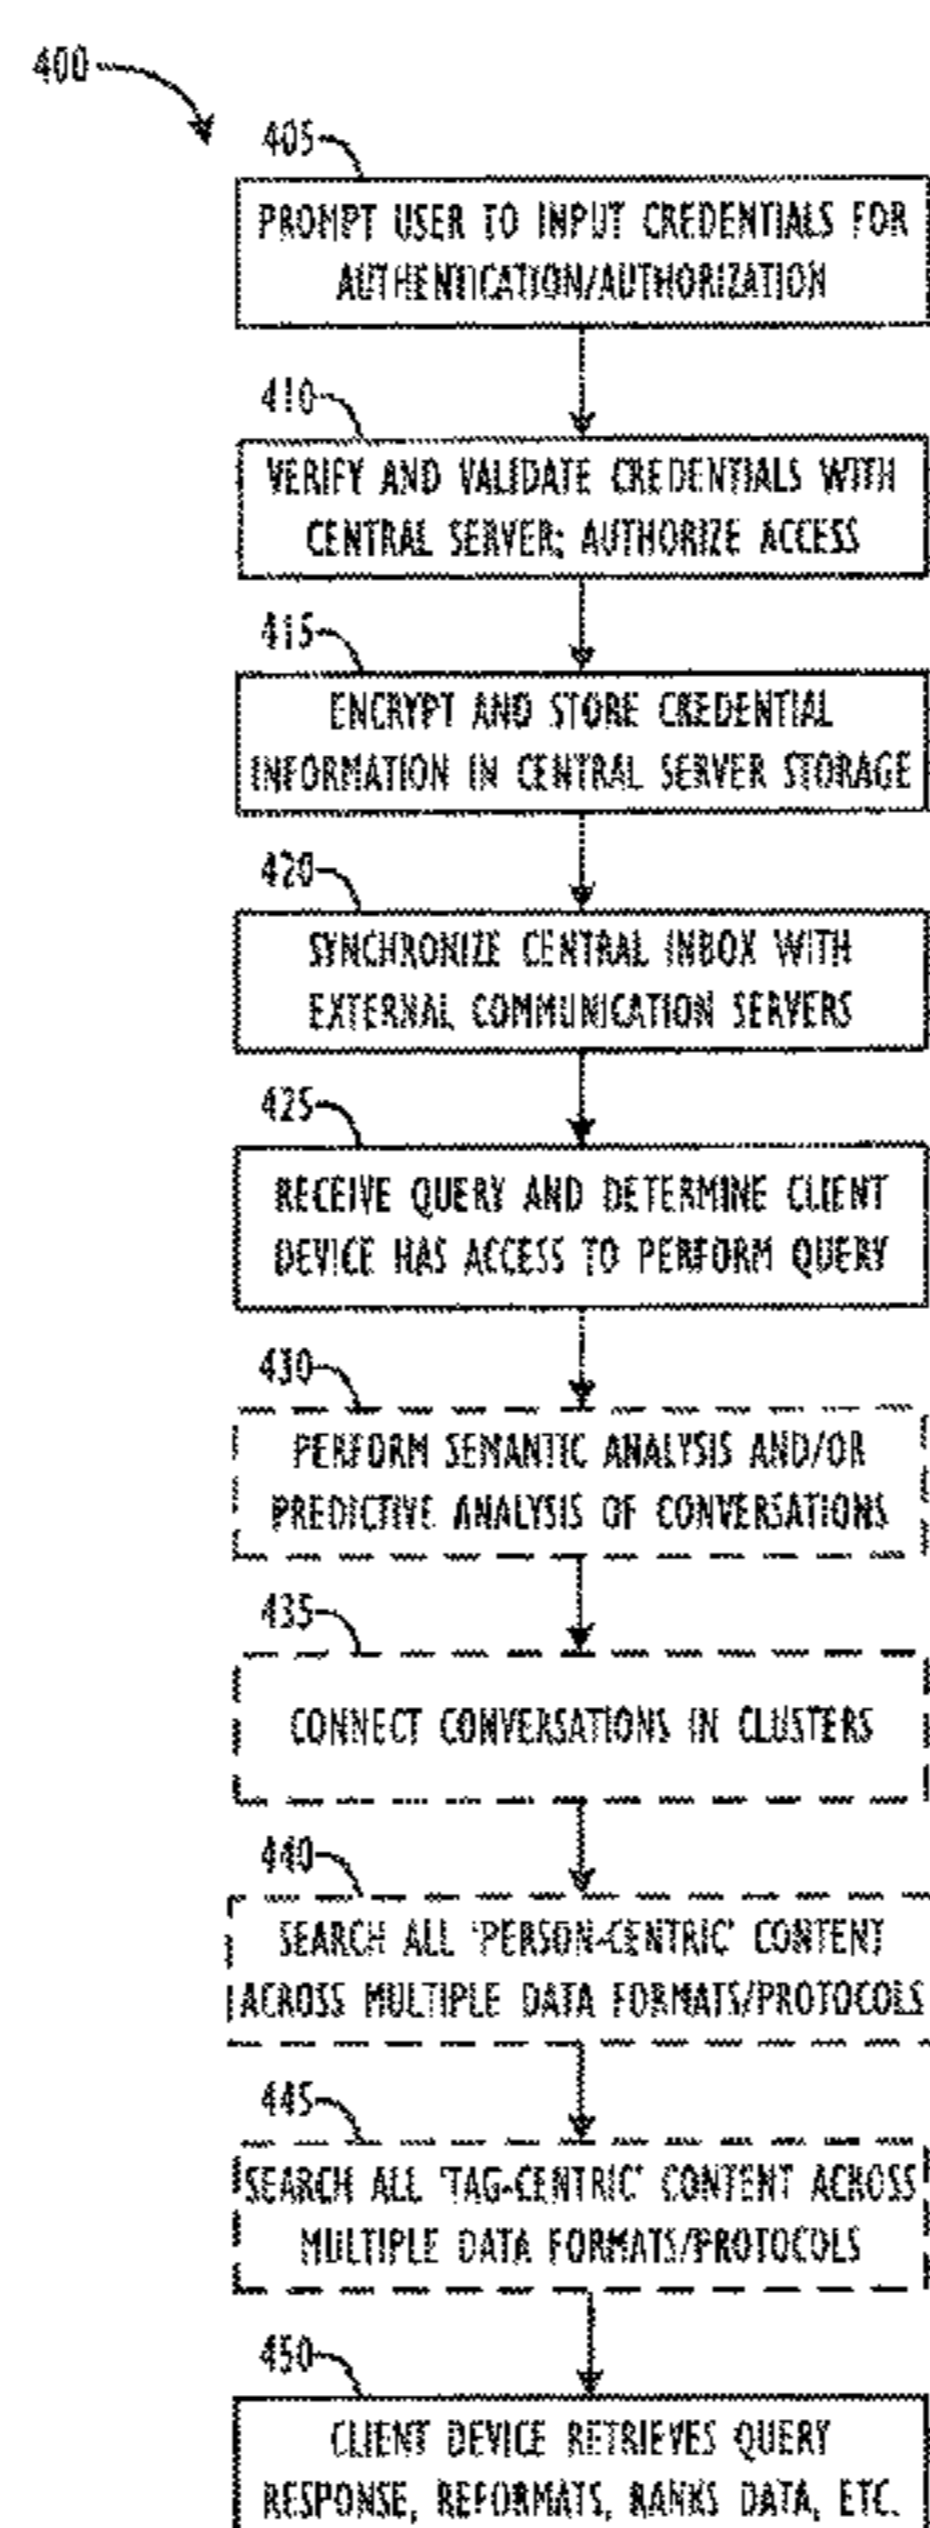 400
405
PROMPT USER TO INPUT CREDENTIALS FOR
AUTHENTICATION/AUTHORIZATION
410
VERIFY AND VALIDATE CREDENTIALS WITH
CENTRAL SERVER; AUTHORIZE ACCESS
415
ENCRYPT AND STORE CREDENTIAL
INFORMATION IN CENTRAL SERVER STORAGE
420
SYNCHRONIZE CENTRAL INBOX WITH
EXTERNAL COMMUNICATION SERVERS
425
RECEIVE QUERY AND DETERMINE CLIENT
DEVICE HAS ACCESS TO PERFORM QUERY
430
PERFORM SEMANTIC ANALYSIS AND/OR
PREDICTIVE ANALYSIS OF CONVERSATIONS
435
CONNECT CONVERSATIONS IN CLUSTERS
440
SEARCH ALL 'PERSON-CENTRIC' CONTENT
ACROSS MULTIPLE DATA FORMATS/PROTOCOLS
445
SEARCH ALL 'TAG-CENTRIC' CONTENT ACROSS
MULTIPLE DATA FORMATS/PROTOCOLS
450
CLIENT DEVICE RETRIEVES QUERY
RESPONSE, REFORMATS, RANKS DATA, ETC.